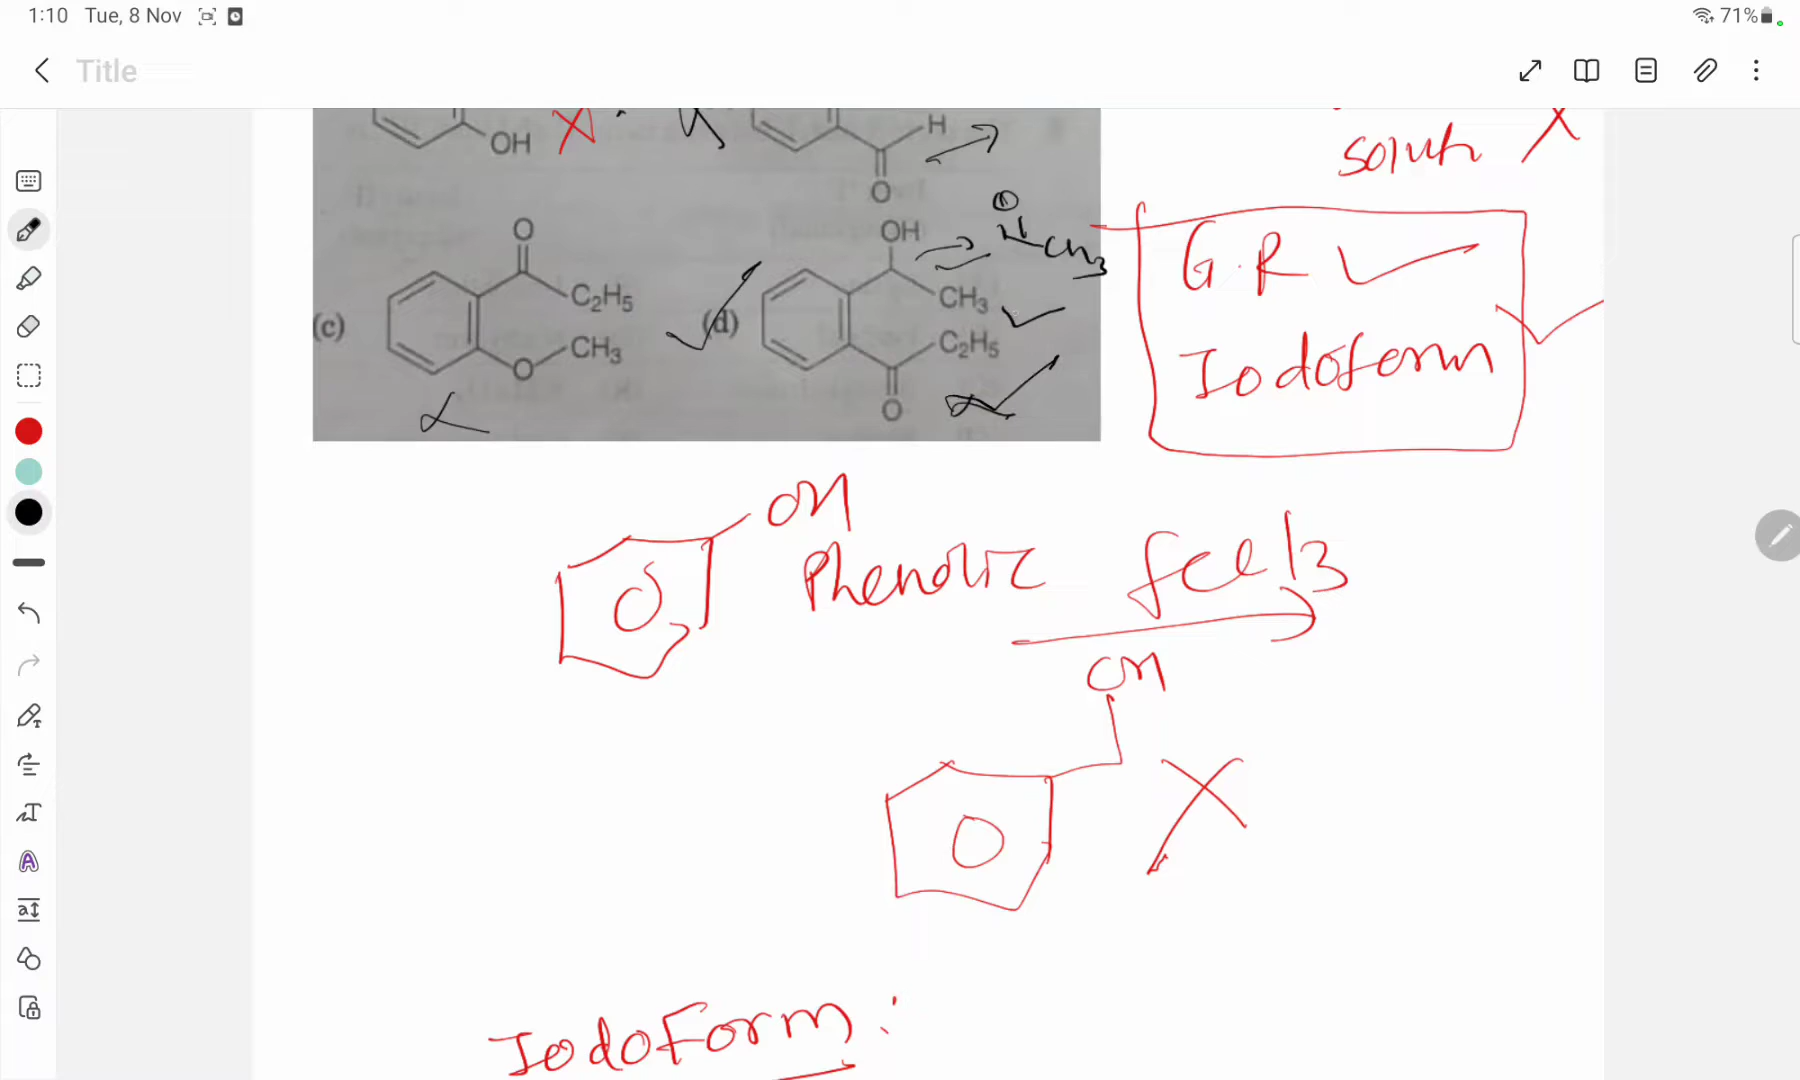 1:10 Tue, 8 Nov
71%
Title
OH
H
O
soluti
O
C2H5
(c)
O
CH3
OH
CH3
(d)
C2H5
O
CH3
G.R
Iodoform
OH
Phenolic
fecl3
OH
Iodoform: